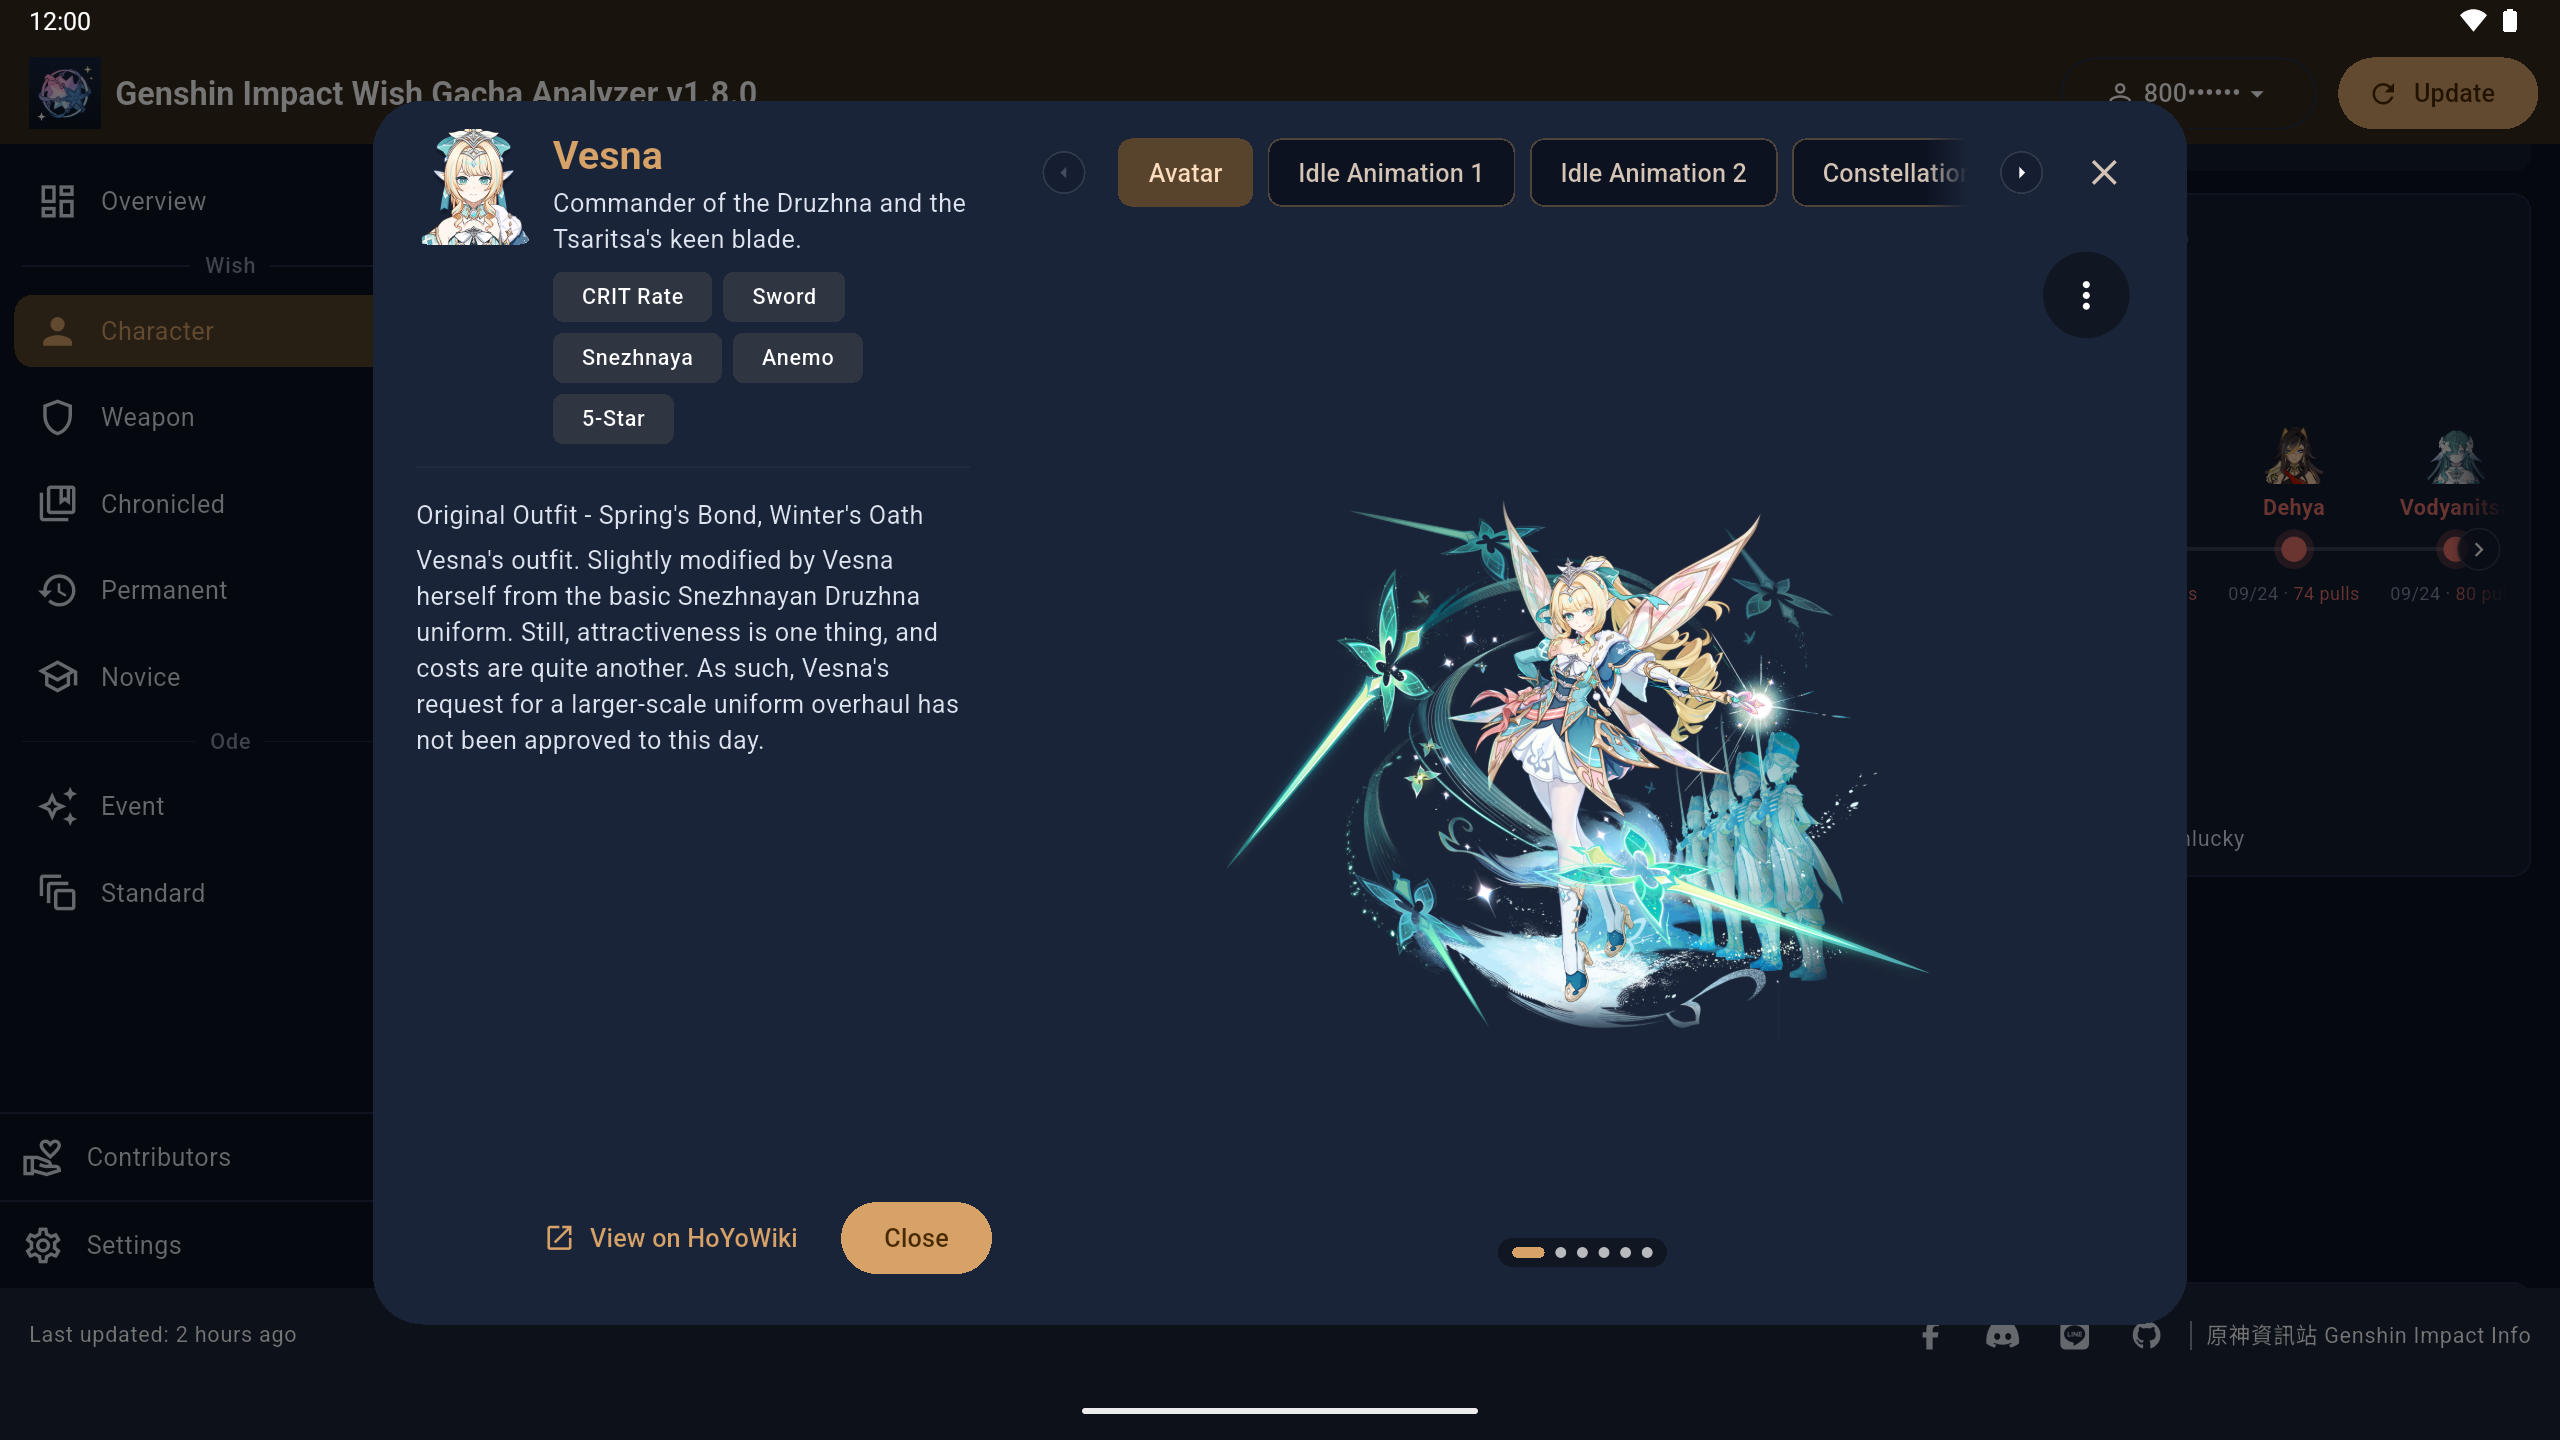 12:00
Genshin Impact Wish Gacha Analyzer v1.8.0
800••••••
Update
Overview
Wish
Character
Weapon
Chronicled
Permanent
Novice
Ode
Event
Standard
Contributors
Settings
Last updated: 2 hours ago
Vesna
Commander of the Druzhna and the
Tsaritsa's keen blade.
CRIT Rate
Sword
Snezhnaya
Anemo
5-Star
Original Outfit - Spring's Bond, Winter's Oath
Vesna's outfit. Slightly modified by Vesna
herself from the basic Snezhnayan Druzhna
uniform. Still, attractiveness is one thing, and
costs are quite another. As such, Vesna's
request for a larger-scale uniform overhaul has
not been approved to this day.
View on HoYoWiki
Close
Avatar
Idle Animation 1
Idle Animation 2
Constellation
Dehya
09/24 · 74 pulls
09/24 · 80
LINE
原神資訊站 Genshin Impact Info